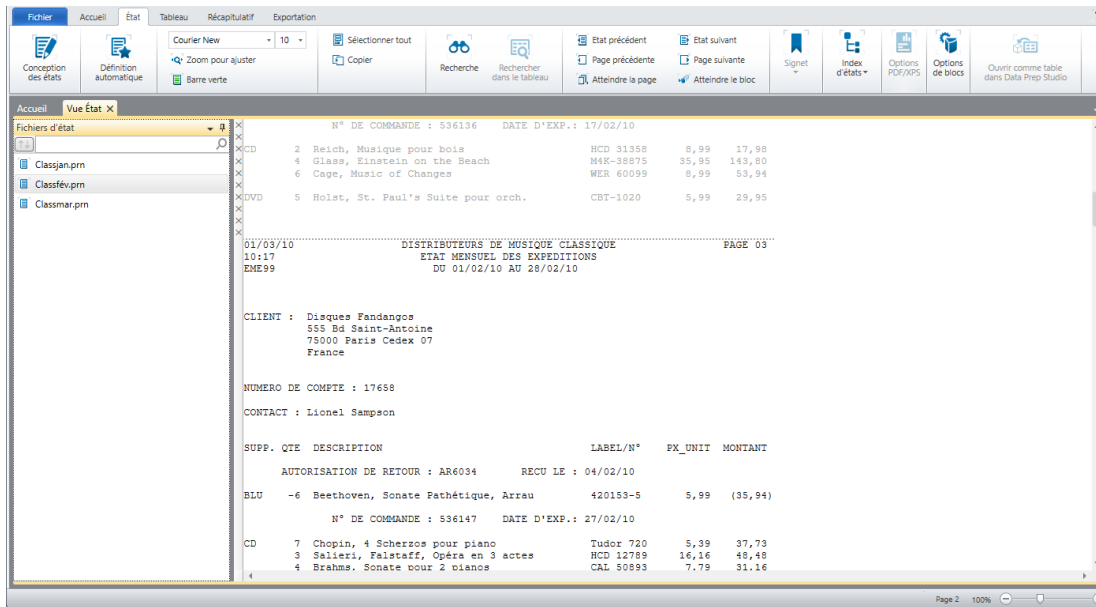 Fichier Accueil État Tableau Récapitulatif Exportation
Conception des états
Définition automatique
Courier New 10
Zoom pour ajuster
Barre verte
Sélectionner tout
Copier
Recherche
Rechercher dans le tableau
Etat précédent
Page précédente
Atteindre la page
Etat suivant
Page suivante
Atteindre le bloc
Signet
Index d'états
Options PDF/XPS
Options de blocs
Ouvrir comme table dans Data Prep Studio
Accueil Vue État
Fichiers d'état
Classjan.prn
Classfév.prn
Classmar.prn
N° DE COMMANDE : 536136 DATE D'EXP.: 17/02/10
CD 2 Reich, Musique pour bois HCD 31358 8,99 17,98
4 Glass, Einstein on the Beach M4K-38875 35,95 143,80
6 Cage, Music of Changes WER 60099 8,99 53,94
DVD 5 Holst, St. Paul's Suite pour orch. CBT-1020 5,99 29,95
01/03/10 DISTRIBUTEURS DE MUSIQUE CLASSIQUE PAGE 03
10:17 ETAT MENSUEL DES EXPEDITIONS
EME99 DU 01/02/10 AU 28/02/10
CLIENT : Disques Fandangos
555 Bd Saint-Antoine
75000 Paris Cedex 07
France
NUMERO DE COMPTE : 17658
CONTACT : Lionel Sampson
SUPP. QTE DESCRIPTION LABEL/N° PX_UNIT MONTANT
AUTORISATION DE RETOUR : AR6034 RECU LE : 04/02/10
BLU -6 Beethoven, Sonate Pathétique, Arrau 420153-5 5,99 (35,94)
N° DE COMMANDE : 536147 DATE D'EXP.: 27/02/10
CD 7 Chopin, 4 Scherzos pour piano Tudor 720 5,39 37,73
3 Salieri, Falstaff, Opéra en 3 actes HCD 12789 16,16 48,48
4 Brahms, Sonate pour 2 pianos CAL 50893 7,79 31,16
Page 2 100%